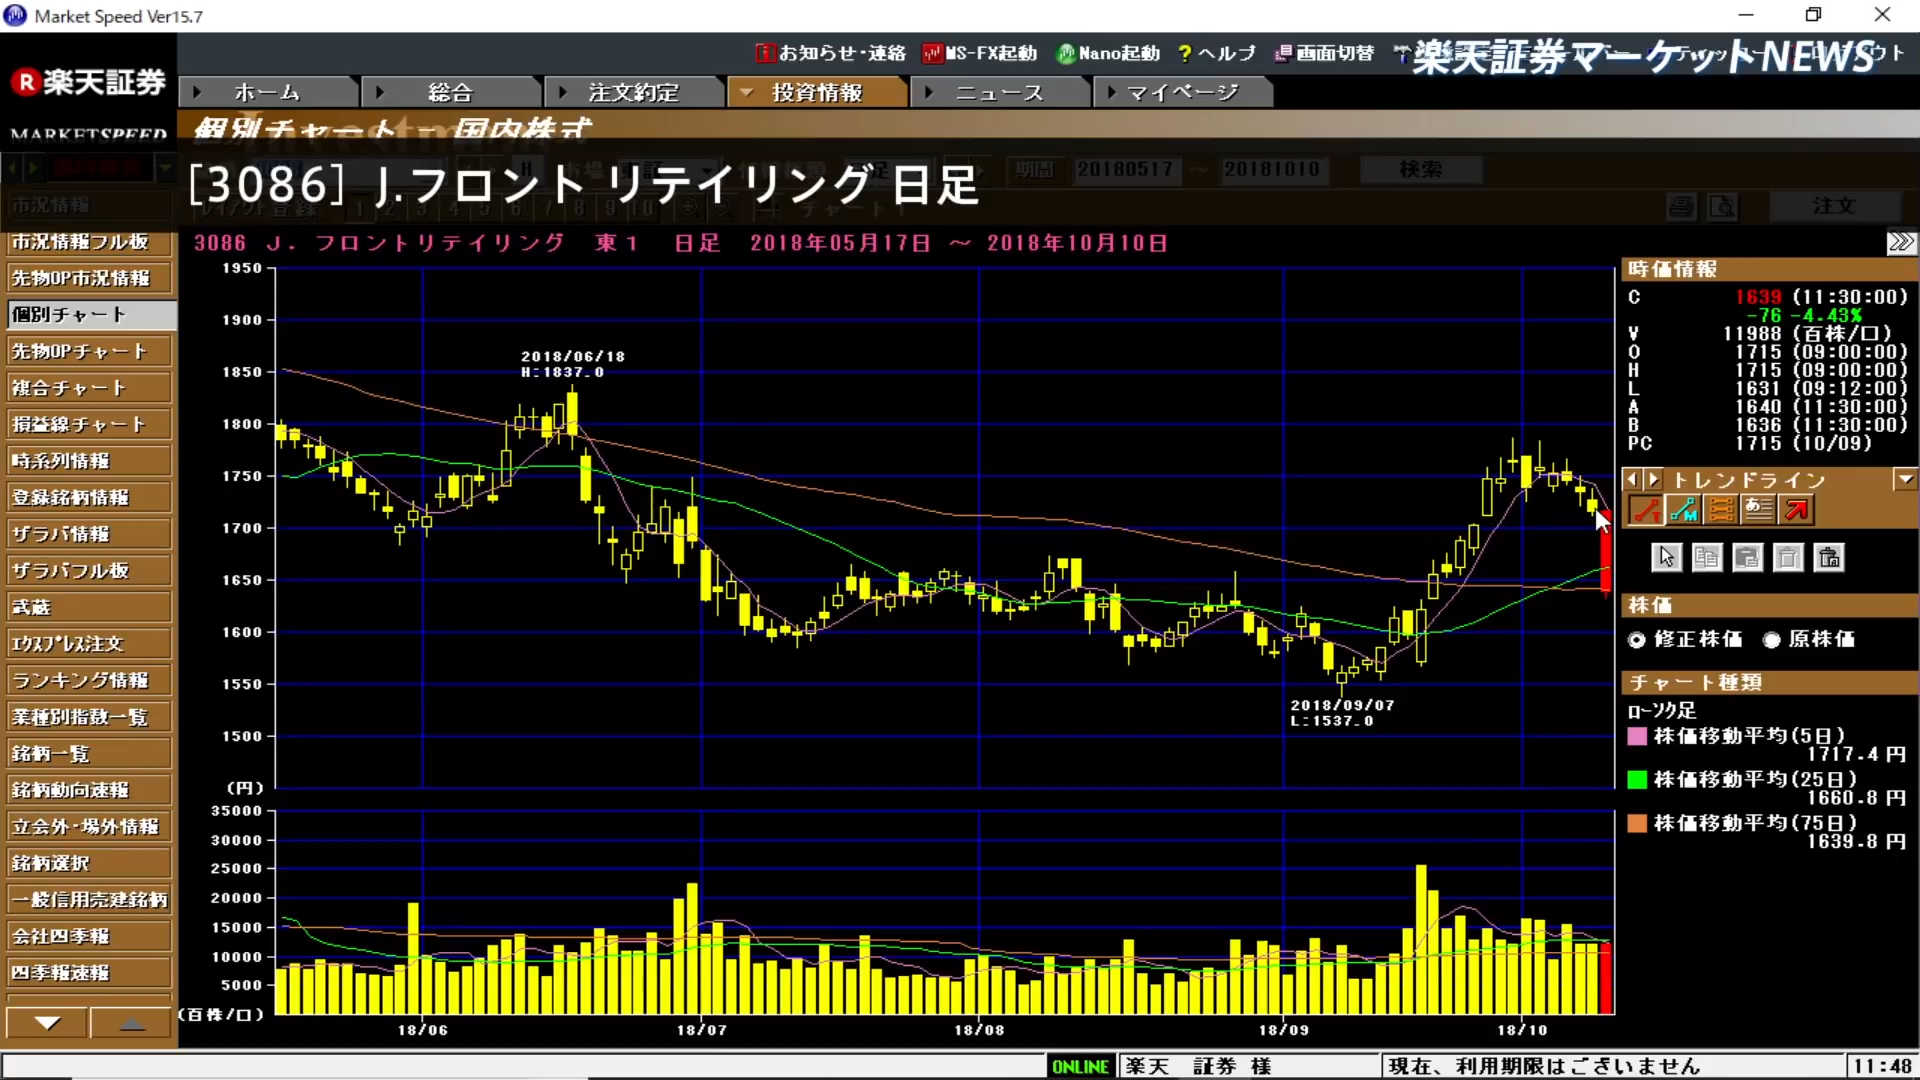 Market Speed Ver15.7
お知らせ・連絡 MS-FX起動 Nano起動 ? ヘルプ 画面切替
楽天証券マーケットNEWS
R楽天証券
MARKETSPEED
ホーム 総合 注文約定 投資情報 ニュース マイページ
個別チャート - 国内株式
期間 20180517 ～ 20181010 検索
[3086] J.フロント リテイリング 日足
市況情報
注文
3086 J. フロントリテイリング 東1 日足 2018年05月17日 ～ 2018年10月10日
市況情報フル板
先物OP市況情報
個別チャート
先物OPチャート
複合チャート
損益線チャート
時系列情報
登録銘柄情報
ザラバ情報
ザラバフル板
武蔵
ｴｸｽﾌﾟﾚｽ注文
ランキング情報
業種別指数一覧
銘柄一覧
銘柄動向速報
立会外・場外情報
銘柄選択
一般信用売建銘柄
会社四季報
四季報速報
1950
1900
1850
1800
1750
1700
1650
1600
1550
1500
(円)
2018/06/18
H:1837.0
2018/09/07
L:1537.0
35000
30000
25000
20000
15000
10000
5000
(百株/口)
18/06 18/07 18/08 18/09 18/10
時価情報
C 1639 (11:30:00)
-76 -4.43%
V 11988 (百株/口)
O 1715 (09:00:00)
H 1715 (09:00:00)
L 1631 (09:12:00)
A 1640 (11:30:00)
B 1636 (11:30:00)
PC 1715 (10/09)
トレンドライン
株価
修正株価 原株価
チャート種類
ﾛｰｿｸ足
株価移動平均(5日)
1717.4 円
株価移動平均(25日)
1660.8 円
株価移動平均(75日)
1639.8 円
ONLINE 楽天 証券 様 現在、利用期限はございません 11:48